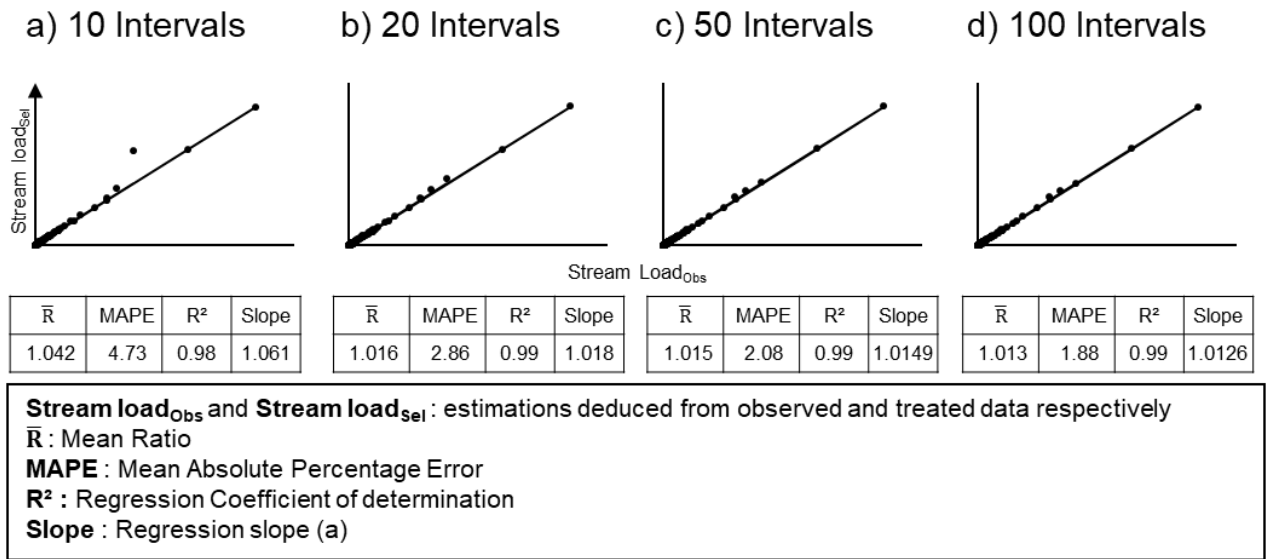 a) 10 Intervals
b) 20 Intervals
c) 50 Intervals
d) 100 Intervals
Stream load_Sel
Stream Load_Obs
R̅ MAPE R² Slope
1.042 4.73 0.98 1.061
R̅ MAPE R² Slope
1.016 2.86 0.99 1.018
R̅ MAPE R² Slope
1.015 2.08 0.99 1.0149
R̅ MAPE R² Slope
1.013 1.88 0.99 1.0126
Stream load_Obs and Stream load_Sel : estimations deduced from observed and treated data respectively
R̅ : Mean Ratio
MAPE : Mean Absolute Percentage Error
R² : Regression Coefficient of determination
Slope : Regression slope (a)